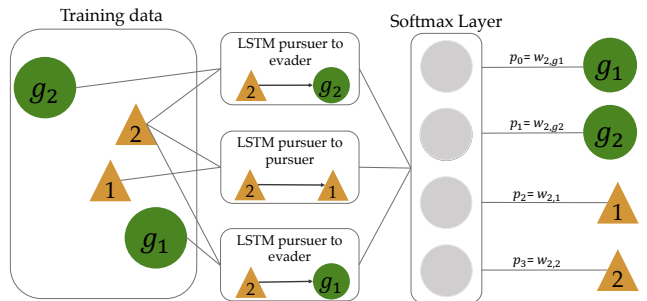 Training data
g₂
2
1
g₁
LSTM pursuer to
evader
2
g₂
LSTM pursuer to
pursuer
2
1
LSTM pursuer to
evader
2
g₁
Softmax Layer
p₀= w₂,g₁
g₁
p₁= w₂,g₂
g₂
p₂= w₂,₁
1
p₃= w₂,₂
2